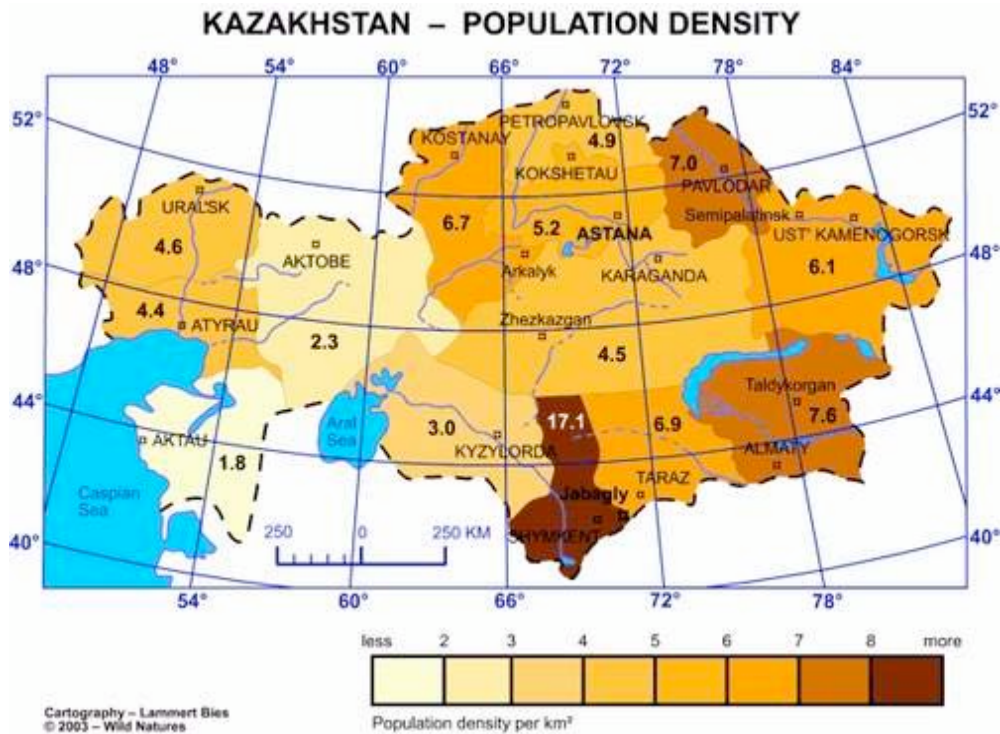 KAZAKHSTAN – POPULATION DENSITY
48° 54° 60° 66° 72° 78° 84°
52° 52°
PETROPAVLOVSK
KOSTANAY 4.9
KOKSHETAU
7.0
PAVLODAR
URAL'SK
Semipalatinsk
4.6
6.7
5.2 ASTANA
UST' KAMENOGORSK
AKTOBE
Arkalyk
KARAGANDA
6.1
48° 48°
4.4
ATYRAU
Zhezkazgan
2.3
4.5
Taldykorgan
44° 44°
Aral
Sea
3.0
17.1
6.9
7.6
AKTAU
KYZYLORDA
ALMATY
1.8
TARAZ
Caspian
Sea
Jabagly
SHYMKENT
250 0 250 KM
40° 40°
54° 60° 66° 72° 78°
less 2 3 4 5 6 7 8 more
Population density per km²
Cartography – Lammert Bies
© 2003 – Wild Natures